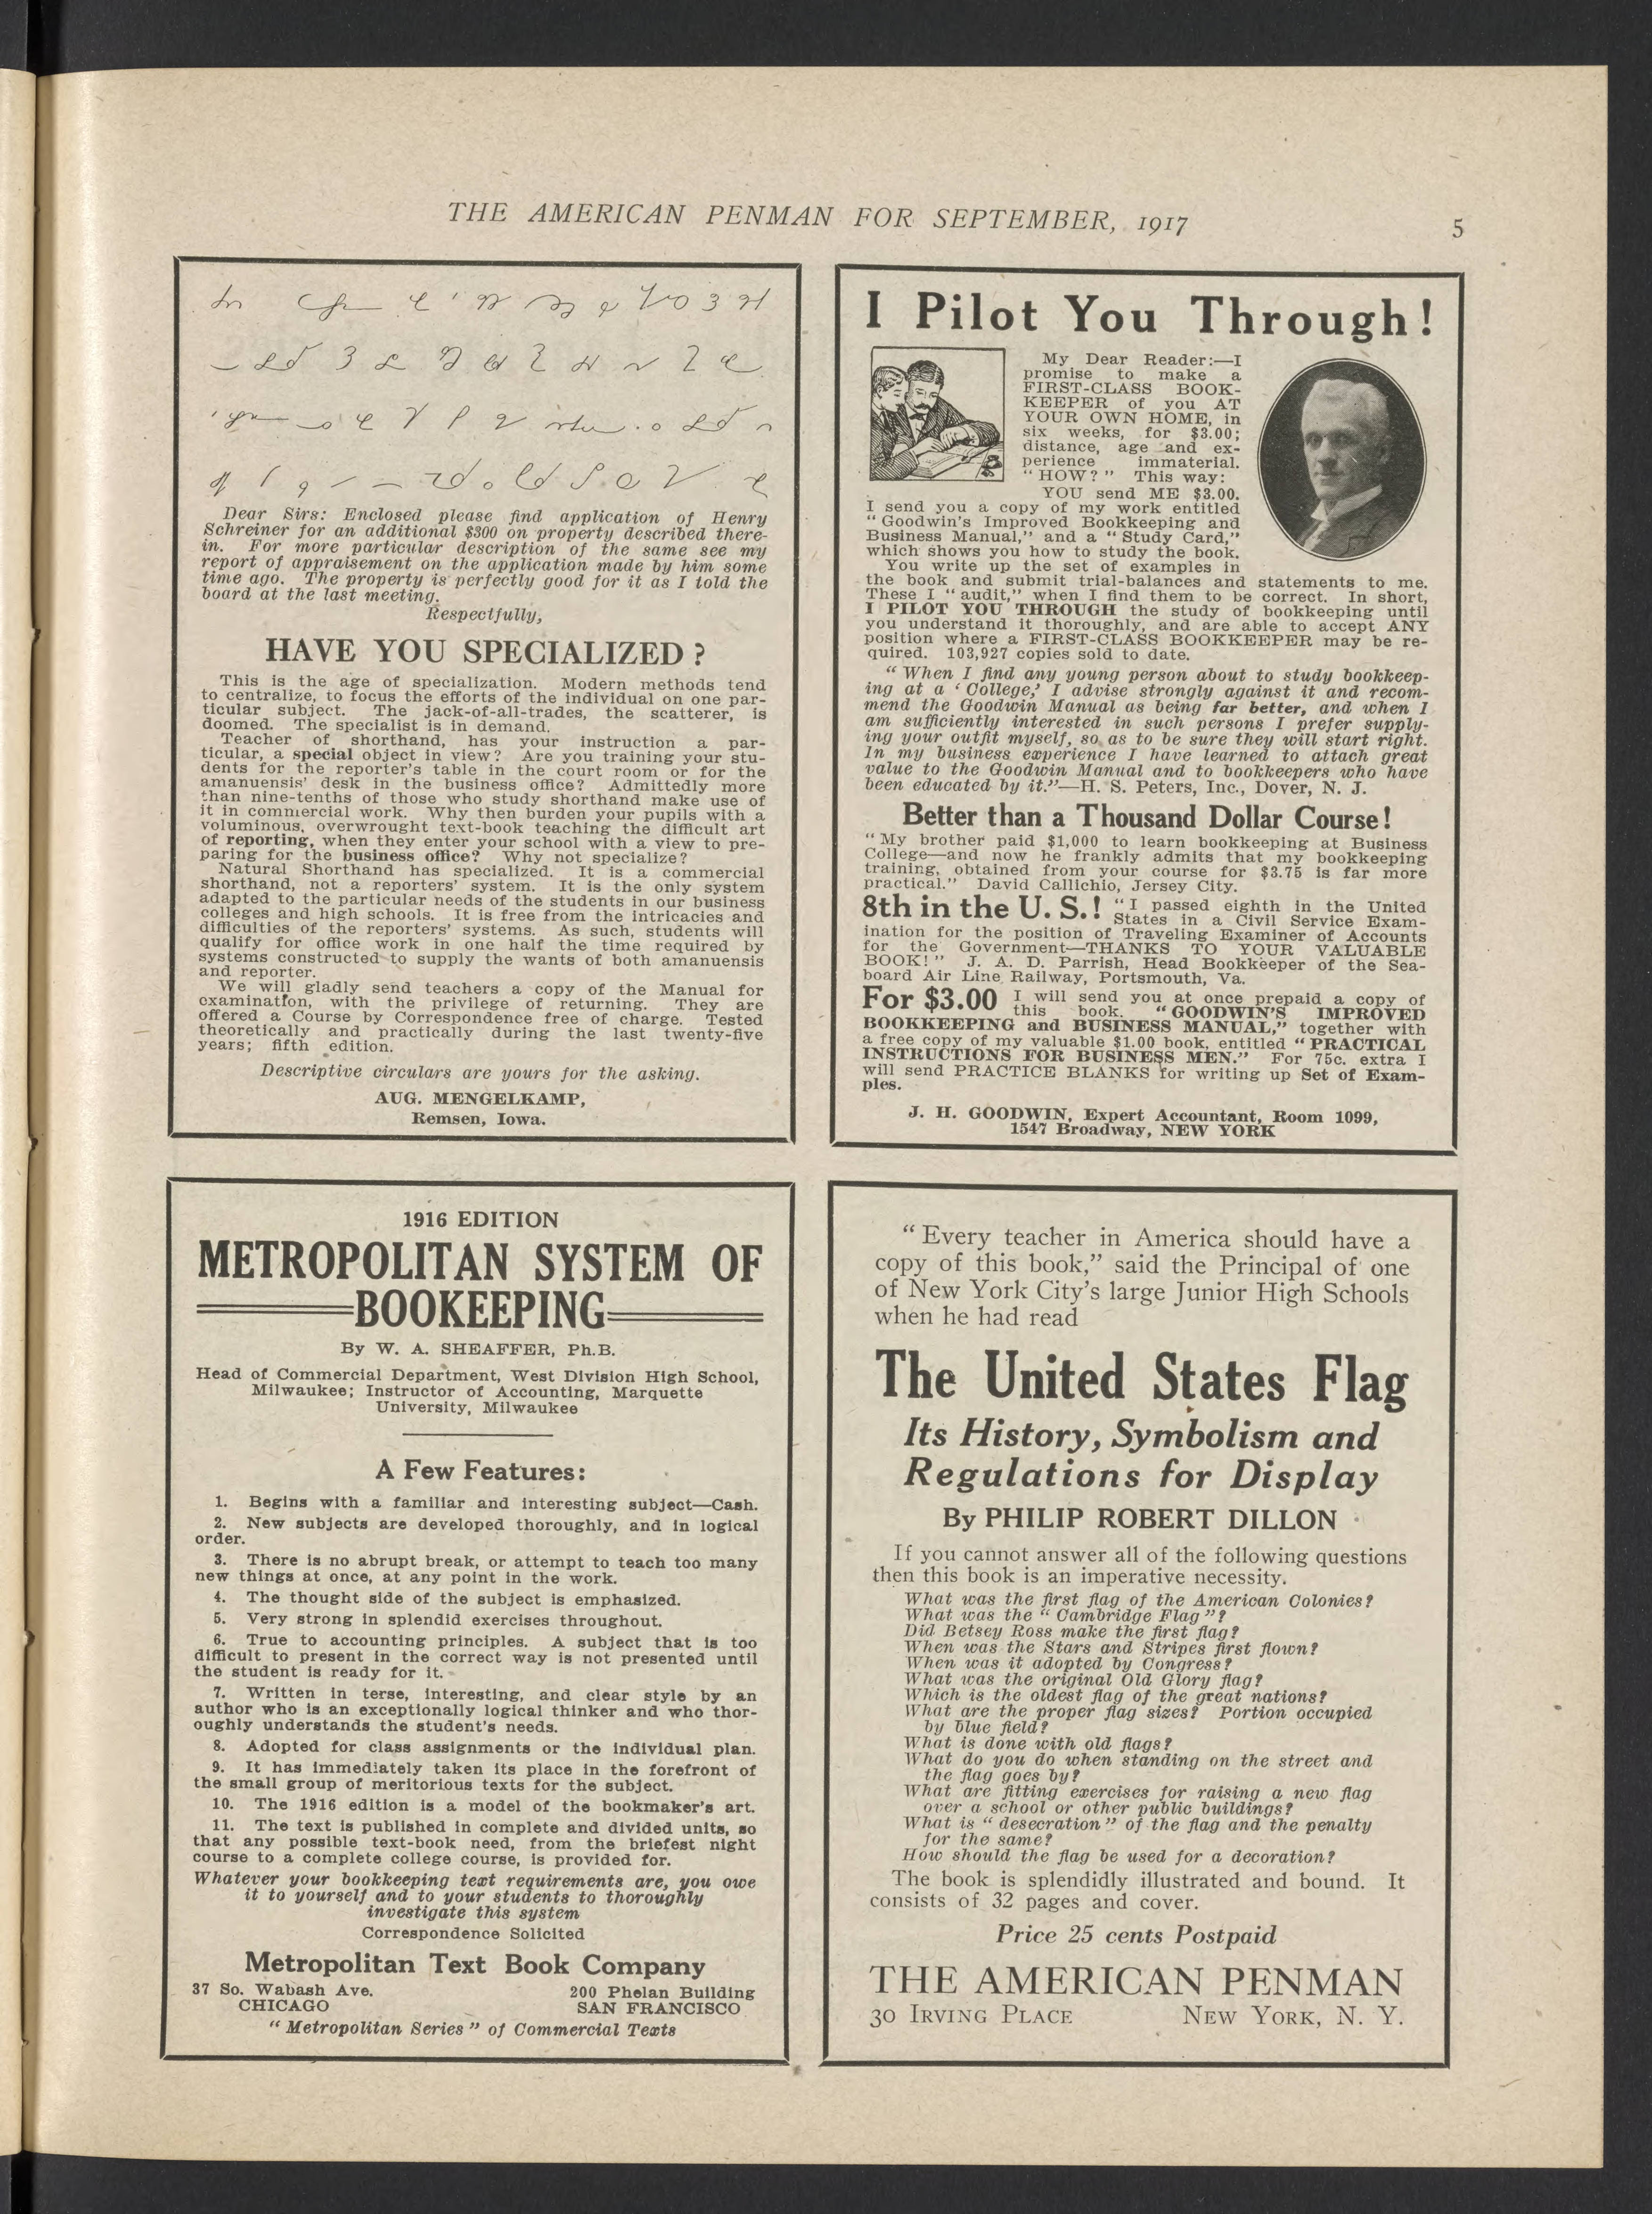 THE AMERICAN PENMAN FOR SEPTEMBER, 1917
5
Dear Sirs: Enclosed please find application of Henry
Schreiner for an additional $300 on property described there-
in. For more particular description of the same see my
report of appraisement on the application made by him some
time ago. The property is perfectly good for it as I told the
board at the last meeting.
Respectfully,
HAVE YOU SPECIALIZED?
This is the age of specialization. Modern methods tend
to centralize, to focus the efforts of the individual on one par-
ticular subject. The jack-of-all-trades, the scatterer, is
doomed. The specialist is in demand.
Teacher of shorthand, has your instruction a par-
ticular, a special object in view? Are you training your stu-
dents for the reporter's table in the court room or for the
amanuensis' desk in the business office? Admittedly more
than nine-tenths of those who study shorthand make use of
it in commercial work. Why then burden your pupils with a
voluminous, overwrought text-book teaching the difficult art
of reporting, when they enter your school with a view to pre-
paring for the business office? Why not specialize?
Natural Shorthand has specialized. It is a commercial
shorthand, not a reporters' system. It is the only system
adapted to the particular needs of the students in our business
colleges and high schools. It is free from the intricacies and
difficulties of the reporters' systems. As such, students will
qualify for office work in one half the time required by
systems constructed to supply the wants of both amanuensis
and reporter.
We will gladly send teachers a copy of the Manual for
examination, with the privilege of returning. They are
offered a Course by Correspondence free of charge. Tested
theoretically and practically during the last twenty-five
years; fifth edition.
Descriptive circulars are yours for the asking.
AUG. MENGELKAMP,
Remsen, Iowa.
I Pilot You Through!
My Dear Reader:—I
promise to make a
FIRST-CLASS BOOK-
KEEPER of you AT
YOUR OWN HOME, in
six weeks, for $3.00;
distance, age and ex-
perience immaterial.
"HOW?" This way:
YOU send ME $3.00.
I send you a copy of my work entitled
"Goodwin's Improved Bookkeeping and
Business Manual," and a "Study Card,"
which shows you how to study the book.
You write up the set of examples in
the book and submit trial-balances and statements to me.
These I "audit," when I find them to be correct. In short,
I PILOT YOU THROUGH the study of bookkeeping until
you understand it thoroughly, and are able to accept ANY
position where a FIRST-CLASS BOOKKEEPER may be re-
quired. 103,927 copies sold to date.
"When I find any young person about to study bookkeep-
ing at a 'College,' I advise strongly against it and recom-
mend the Goodwin Manual as being far better, and when I
am sufficiently interested in such persons I prefer supply-
ing your outfit myself, so as to be sure they will start right.
In my business experience I have learned to attach great
value to the Goodwin Manual and to bookkeepers who have
been educated by it."—H. S. Peters, Inc., Dover, N. J.
Better than a Thousand Dollar Course!
"My brother paid $1,000 to learn bookkeeping at Business
College—and now he frankly admits that my bookkeeping
training, obtained from your course for $3.75 is far more
practical." David Callichio, Jersey City.
8th in the U. S.! "I passed eighth in the United
States in a Civil Service Exam-
ination for the position of Traveling Examiner of Accounts
for the Government—THANKS TO YOUR VALUABLE
BOOK!" J. A. D. Parrish, Head Bookkeeper of the Sea-
board Air Line Railway, Portsmouth, Va.
For $3.00 I will send you at once prepaid a copy of
this book. "GOODWIN'S IMPROVED
BOOKKEEPING and BUSINESS MANUAL," together with
a free copy of my valuable $1.00 book, entitled "PRACTICAL
INSTRUCTIONS FOR BUSINESS MEN." For 75c. extra I
will send PRACTICE BLANKS for writing up Set of Exam-
ples.
J. H. GOODWIN, Expert Accountant, Room 1099,
1547 Broadway, NEW YORK
1916 EDITION
METROPOLITAN SYSTEM OF
BOOKEEPING
By W. A. SHEAFFER, Ph.B.
Head of Commercial Department, West Division High School,
Milwaukee; Instructor of Accounting, Marquette
University, Milwaukee
A Few Features:
1. Begins with a familiar and interesting subject—Cash.
2. New subjects are developed thoroughly, and in logical
order.
3. There is no abrupt break, or attempt to teach too many
new things at once, at any point in the work.
4. The thought side of the subject is emphasized.
5. Very strong in splendid exercises throughout.
6. True to accounting principles. A subject that is too
difficult to present in the correct way is not presented until
the student is ready for it.
7. Written in terse, interesting, and clear style by an
author who is an exceptionally logical thinker and who thor-
oughly understands the student's needs.
8. Adopted for class assignments or the individual plan.
9. It has immediately taken its place in the forefront of
the small group of meritorious texts for the subject.
10. The 1916 edition is a model of the bookmaker's art.
11. The text is published in complete and divided units, so
that any possible text-book need, from the briefest night
course to a complete college course, is provided for.
Whatever your bookkeeping text requirements are, you owe
it to yourself and to your students to thoroughly
investigate this system
Correspondence Solicited
Metropolitan Text Book Company
37 So. Wabash Ave. 200 Phelan Building
CHICAGO SAN FRANCISCO
"Metropolitan Series" of Commercial Texts
"Every teacher in America should have a
copy of this book," said the Principal of one
of New York City's large Junior High Schools
when he had read
The United States Flag
Its History, Symbolism and
Regulations for Display
By PHILIP ROBERT DILLON
If you cannot answer all of the following questions
then this book is an imperative necessity.
What was the first flag of the American Colonies?
What was the "Cambridge Flag"?
Did Betsey Ross make the first flag?
When was the Stars and Stripes first flown?
When was it adopted by Congress?
What was the original Old Glory flag?
Which is the oldest flag of the great nations?
What are the proper flag sizes? Portion occupied
by blue field?
What is done with old flags?
What do you do when standing on the street and
the flag goes by?
What are fitting exercises for raising a new flag
over a school or other public buildings?
What is "desecration" of the flag and the penalty
for the same?
How should the flag be used for a decoration?
The book is splendidly illustrated and bound. It
consists of 32 pages and cover.
Price 25 cents Postpaid
THE AMERICAN PENMAN
30 IRVING PLACE NEW YORK, N. Y.